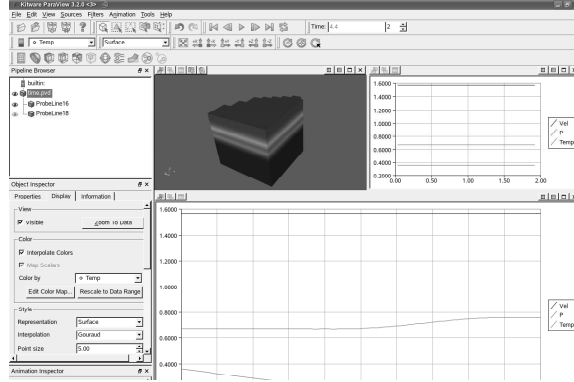 Kitware ParaView 3.2.0 <3>
File Edit View Sources Filters Animation Tools Help
Time: 4.4 2
Temp Surface
Pipeline Browser
builtin:
time.pvd
ProbeLine16
ProbeLine18
1.6000
1.4000
1.2000
1.0000
0.8000
0.6000
0.4000
0.2000
0.00 0.50 1.00 1.50 2.00
Vel
P
Temp
Object Inspector
Properties Display Information
View
Visible Zoom To Data
Color
Interpolate Colors
Map Scalars
Color by Temp
Edit Color Map... Rescale to Data Range
Style
Representation Surface
Interpolation Gouraud
Point size 5.00
Animation Inspector
1.6000
1.4000
1.2000
1.0000
0.8000
0.6000
0.4000
Vel
P
Temp